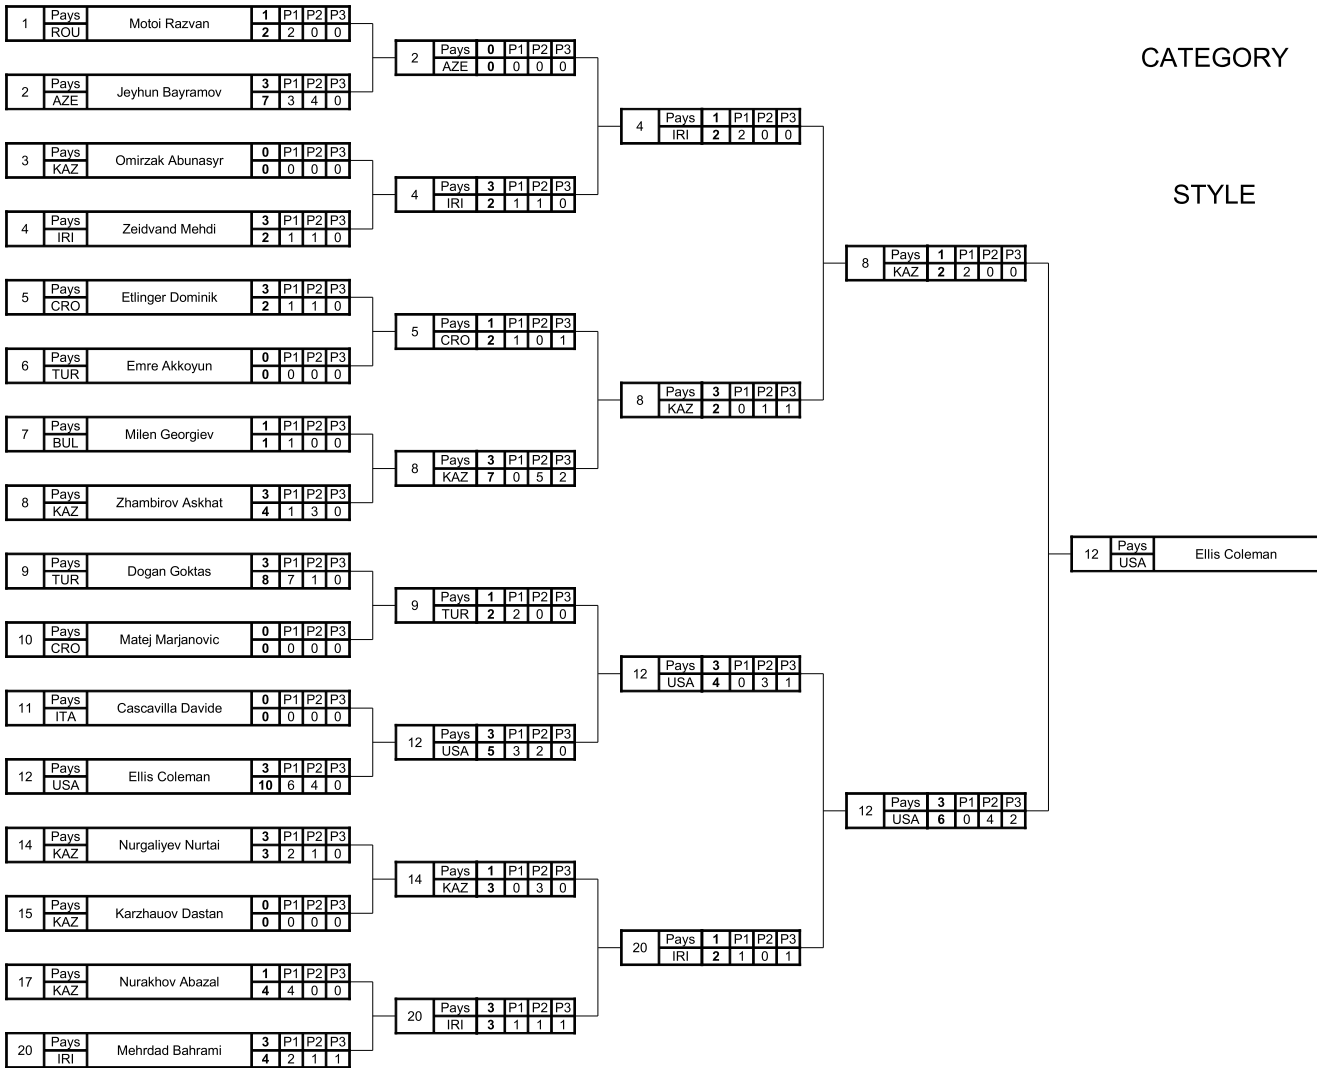 1 Pays Motoi Razvan 1 P1 P2 P3
ROU 2 2 0 0
2 Pays 0 P1 P2 P3
AZE 0 0 0 0
CATEGORY
2 Pays Jeyhun Bayramov 3 P1 P2 P3
AZE 7 3 4 0
4 Pays 1 P1 P2 P3
IRI 2 2 0 0
3 Pays Omirzak Abunasyr 0 P1 P2 P3
KAZ 0 0 0 0
4 Pays 3 P1 P2 P3
IRI 2 1 1 0
STYLE
4 Pays Zeidvand Mehdi 3 P1 P2 P3
IRI 2 1 1 0
8 Pays 1 P1 P2 P3
KAZ 2 2 0 0
5 Pays Etlinger Dominik 3 P1 P2 P3
CRO 2 1 1 0
5 Pays 1 P1 P2 P3
CRO 2 1 0 1
6 Pays Emre Akkoyun 0 P1 P2 P3
TUR 0 0 0 0
8 Pays 3 P1 P2 P3
KAZ 2 0 1 1
7 Pays Milen Georgiev 1 P1 P2 P3
BUL 1 1 0 0
8 Pays 3 P1 P2 P3
KAZ 7 0 5 2
8 Pays Zhambirov Askhat 3 P1 P2 P3
KAZ 4 1 3 0
12 Pays Ellis Coleman
USA
9 Pays Dogan Goktas 3 P1 P2 P3
TUR 8 7 1 0
9 Pays 1 P1 P2 P3
TUR 2 2 0 0
10 Pays Matej Marjanovic 0 P1 P2 P3
CRO 0 0 0 0
12 Pays 3 P1 P2 P3
USA 4 0 3 1
11 Pays Cascavilla Davide 0 P1 P2 P3
ITA 0 0 0 0
12 Pays 3 P1 P2 P3
USA 5 3 2 0
12 Pays Ellis Coleman 3 P1 P2 P3
USA 10 6 4 0
12 Pays 3 P1 P2 P3
USA 6 0 4 2
14 Pays Nurgaliyev Nurtai 3 P1 P2 P3
KAZ 3 2 1 0
14 Pays 1 P1 P2 P3
KAZ 3 0 3 0
15 Pays Karzhauov Dastan 0 P1 P2 P3
KAZ 0 0 0 0
20 Pays 1 P1 P2 P3
IRI 2 1 0 1
17 Pays Nurakhov Abazal 1 P1 P2 P3
KAZ 4 4 0 0
20 Pays 3 P1 P2 P3
IRI 3 1 1 1
20 Pays Mehrdad Bahrami 3 P1 P2 P3
IRI 4 2 1 1